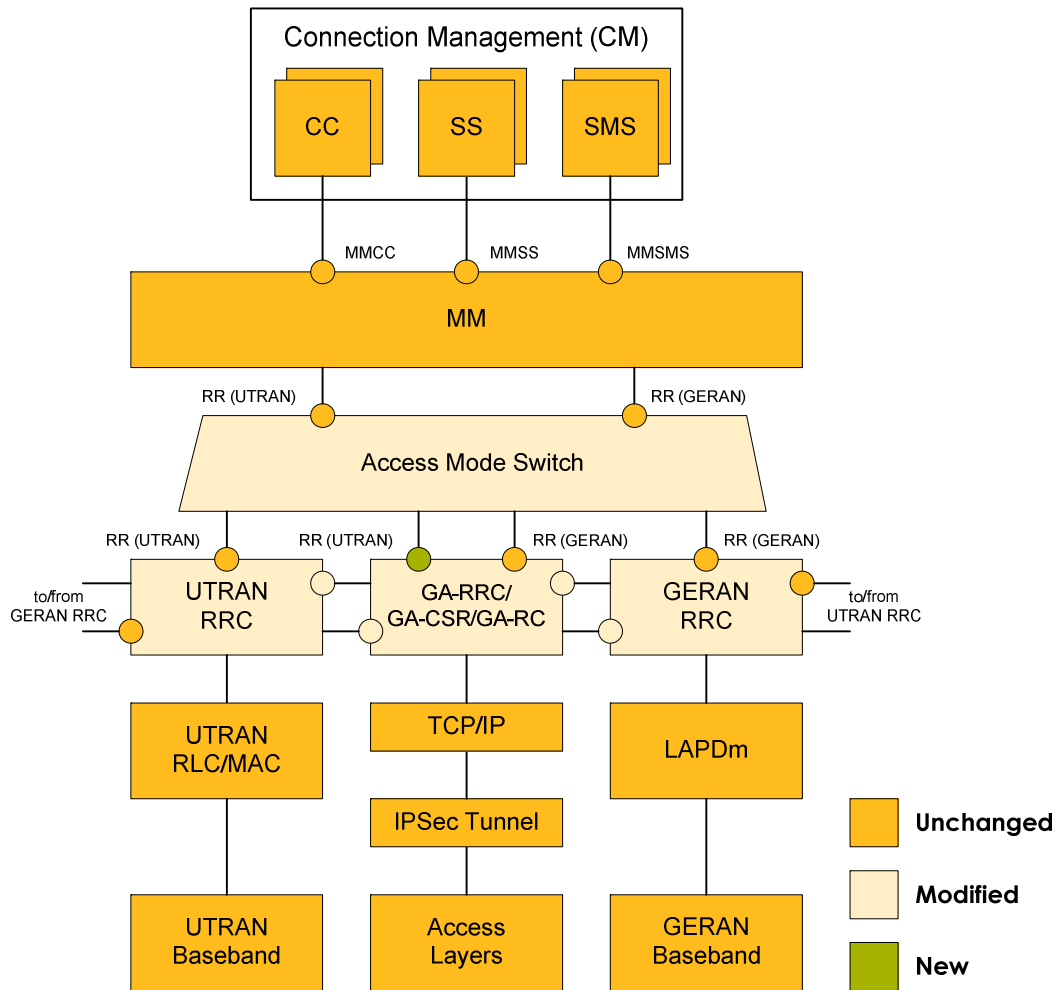 Connection Management (CM)
CC
SS
SMS
MMCC
MMSS
MMSMS
MM
RR (UTRAN)
RR (GERAN)
Access Mode Switch
RR (UTRAN)
RR (UTRAN)
RR (GERAN)
RR (GERAN)
to/from
GERAN RRC
UTRAN
RRC
GA-RRC/
GA-CSR/GA-RC
GERAN
RRC
to/from
UTRAN RRC
UTRAN
RLC/MAC
TCP/IP
LAPDm
IPSec Tunnel
UTRAN
Baseband
Access
Layers
GERAN
Baseband
Unchanged
Modified
New